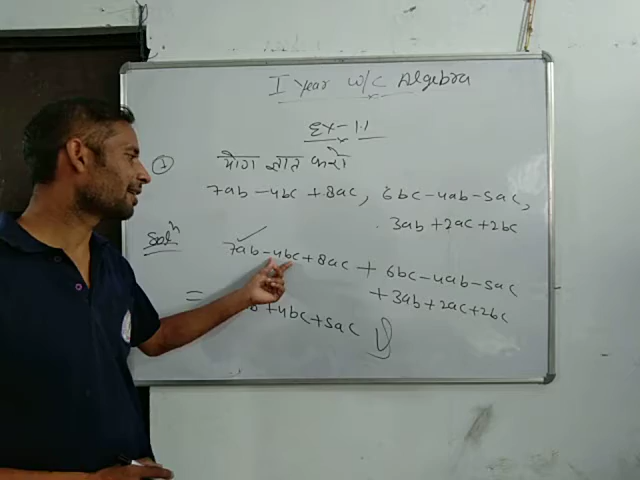 I Year W/C Algebra
Ex-1.1
① योग ज्ञात करो
7ab-4bc+8ac, 6bc-4ab-5ac,
3ab+2ac+2bc
Solⁿ
7ab-4bc+8ac + 6bc-4ab-5ac
+3ab+2ac+2bc
= b+4bc+5ac